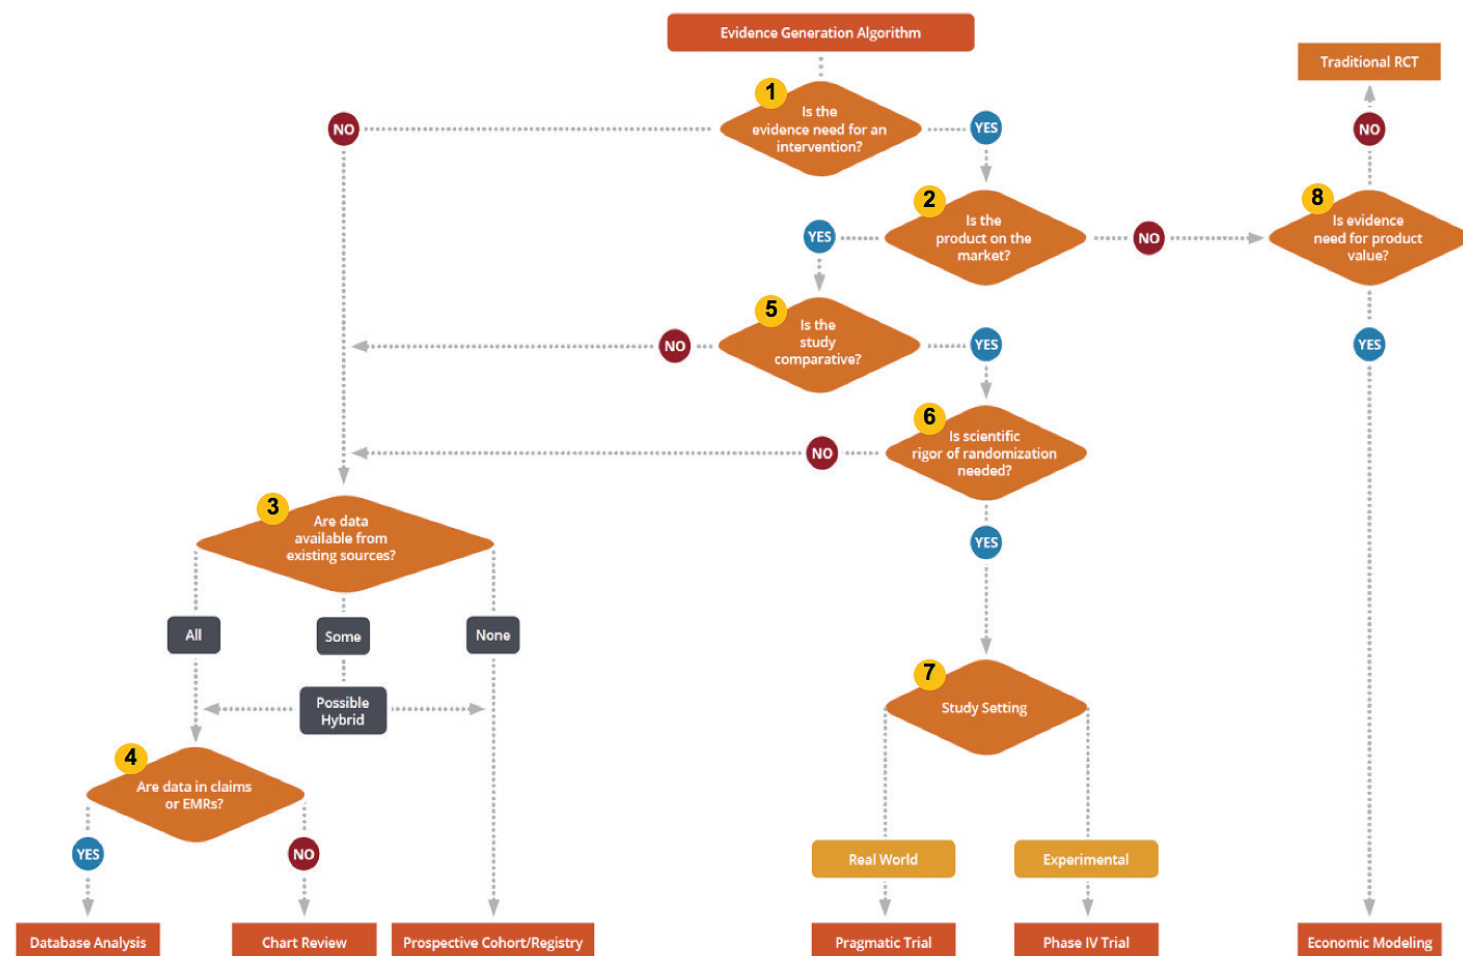 Evidence Generation Algorithm
Traditional RCT
1
Is the
evidence need for an
intervention?
NO
YES
NO
2
Is the
product on the
market?
8
Is evidence
need for product
value?
YES
NO
5
Is the
study
comparative?
NO
YES
YES
6
Is scientific
rigor of randomization
needed?
NO
3
Are data
available from
existing sources?
YES
All
Some
None
7
Study Setting
Possible
Hybrid
4
Are data in claims
or EMRs?
YES
NO
Real World
Experimental
Database Analysis
Chart Review
Prospective Cohort/Registry
Pragmatic Trial
Phase IV Trial
Economic Modeling